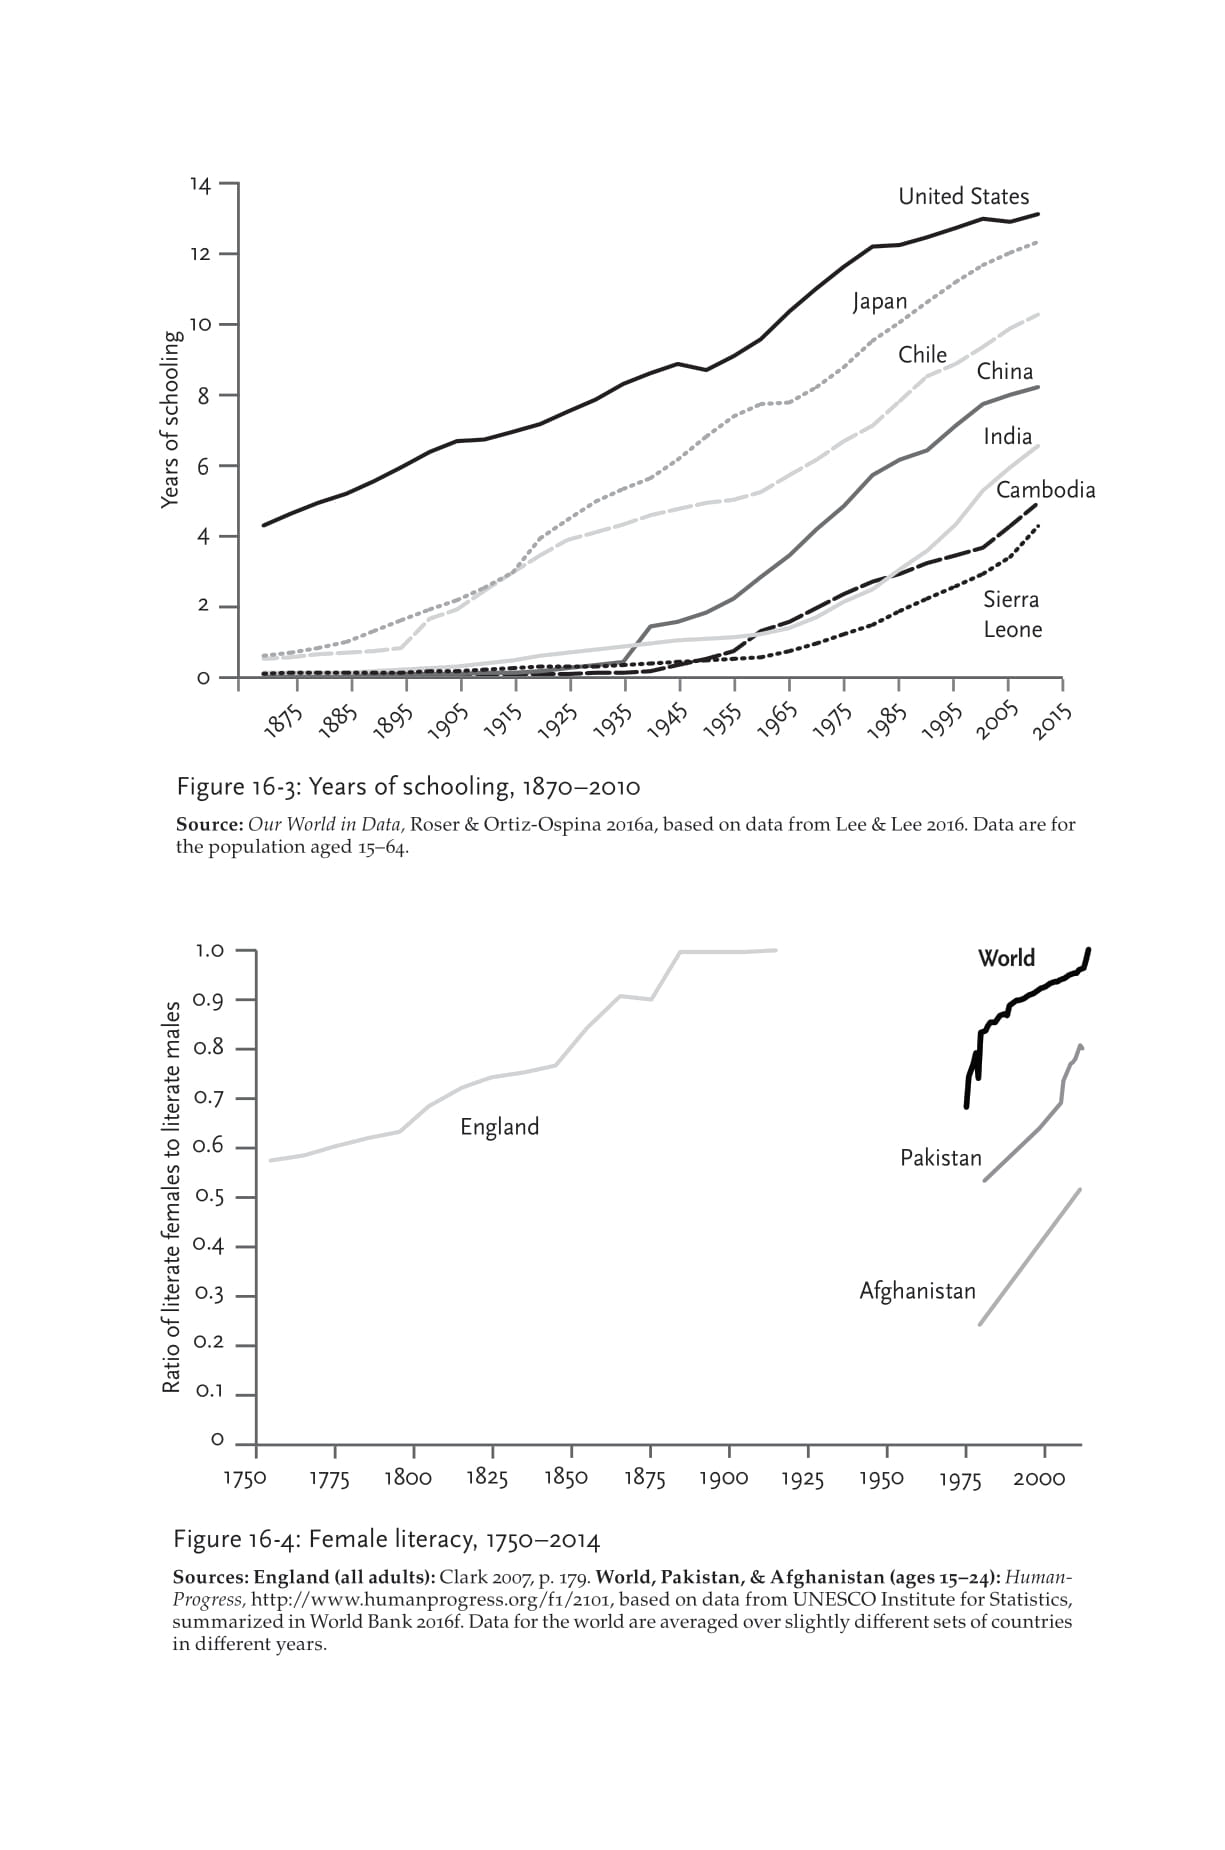 14
United States
12
Japan
10
Chile
China
8
India
6
Cambodia
4
2
Sierra
Leone
0
Years of schooling
1875 1885 1895 1905 1915 1925 1935 1945 1955 1965 1975 1985 1995 2005 2015
Figure 16-3: Years of schooling, 1870–2010
Source: Our World in Data, Roser & Ortiz-Ospina 2016a, based on data from Lee & Lee 2016. Data are for
the population aged 15–64.
1.0
World
0.9
0.8
0.7
England
0.6
Pakistan
0.5
0.4
0.3
Afghanistan
0.2
0.1
0
Ratio of literate females to literate males
1750 1775 1800 1825 1850 1875 1900 1925 1950 1975 2000
Figure 16-4: Female literacy, 1750–2014
Sources: England (all adults): Clark 2007, p. 179. World, Pakistan, & Afghanistan (ages 15–24): Human-
Progress, http://www.humanprogress.org/f1/2101, based on data from UNESCO Institute for Statistics,
summarized in World Bank 2016f. Data for the world are averaged over slightly different sets of countries
in different years.